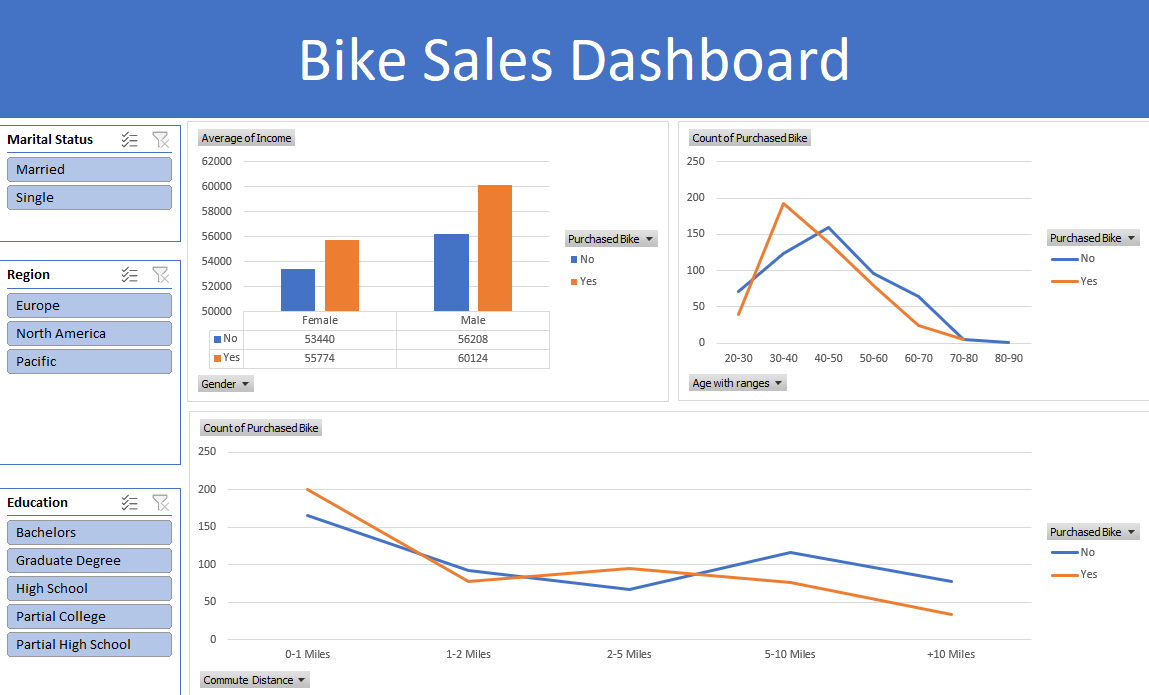 Bike Sales Dashboard
Marital Status
Married
Single
Region
Europe
North America
Pacific
Education
Bachelors
Graduate Degree
High School
Partial College
Partial High School
Average of Income
62000
60000
58000
56000
54000
52000
50000
Female Male
No 53440 56208
Yes 55774 60124
Gender
Purchased Bike
No
Yes
Count of Purchased Bike
250
200
150
100
50
0
20-30 30-40 40-50 50-60 60-70 70-80 80-90
Age with ranges
Purchased Bike
No
Yes
Count of Purchased Bike
250
200
150
100
50
0
0-1 Miles 1-2 Miles 2-5 Miles 5-10 Miles +10 Miles
Commute Distance
Purchased Bike
No
Yes